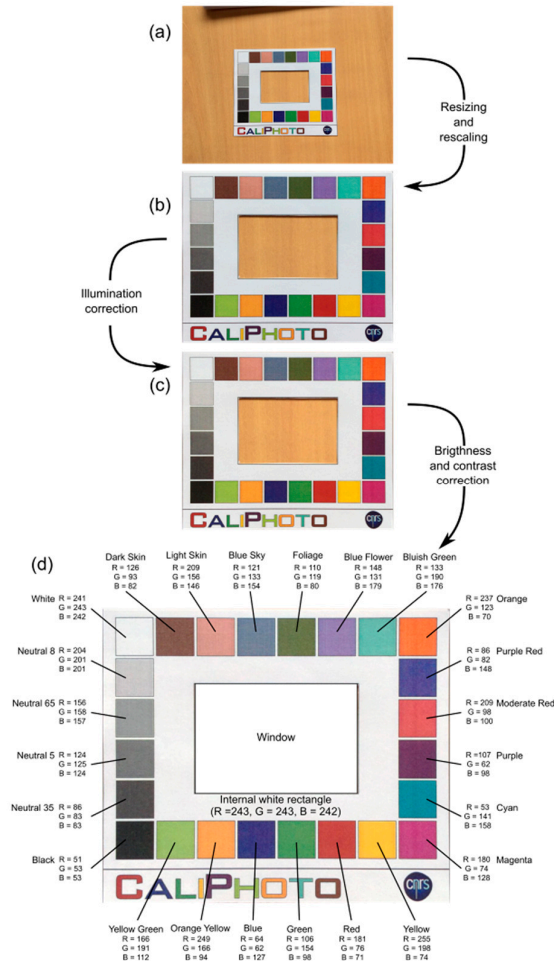 (a)
CALIPHOTO
Resizing
and
rescaling
(b)
CALIPHOTO
cnrs
Illumination
correction
(c)
CALIPHOTO
cnrs
Brigthness
and contrast
correction
(d)
Dark Skin
R = 126
G = 93
B = 82
Light Skin
R = 209
G = 156
B = 146
Blue Sky
R = 121
G = 133
B = 154
Foliage
R = 110
G = 119
B = 80
Blue Flower
R = 148
G = 131
B = 179
Bluish Green
R = 133
G = 190
B = 176
White R = 241
G = 243
B = 242
R = 237 Orange
G = 123
B = 70
Neutral 8 R = 204
G = 201
B = 201
R = 86 Purple Red
G = 82
B = 148
Neutral 65 R = 156
G = 158
B = 157
R = 209 Moderate Red
G = 98
B = 100
Neutral 5 R = 124
G = 125
B = 124
R =107 Purple
G = 62
B = 98
Neutral 35 R = 86
G = 83
B = 83
R = 53 Cyan
G = 141
B = 158
Black R = 51
G = 53
B = 53
R = 180 Magenta
G = 74
B = 128
Window
Internal white rectangle
(R =243, G = 243, B = 242)
CALIPHOTO
cnrs
Yellow Green
R = 166
G = 191
B = 112
Orange Yellow
R = 249
G = 166
B = 94
Blue
R = 64
G = 62
B = 127
Green
R = 106
G = 154
B = 98
Red
R = 181
G = 76
B = 71
Yellow
R = 255
G = 198
B = 74